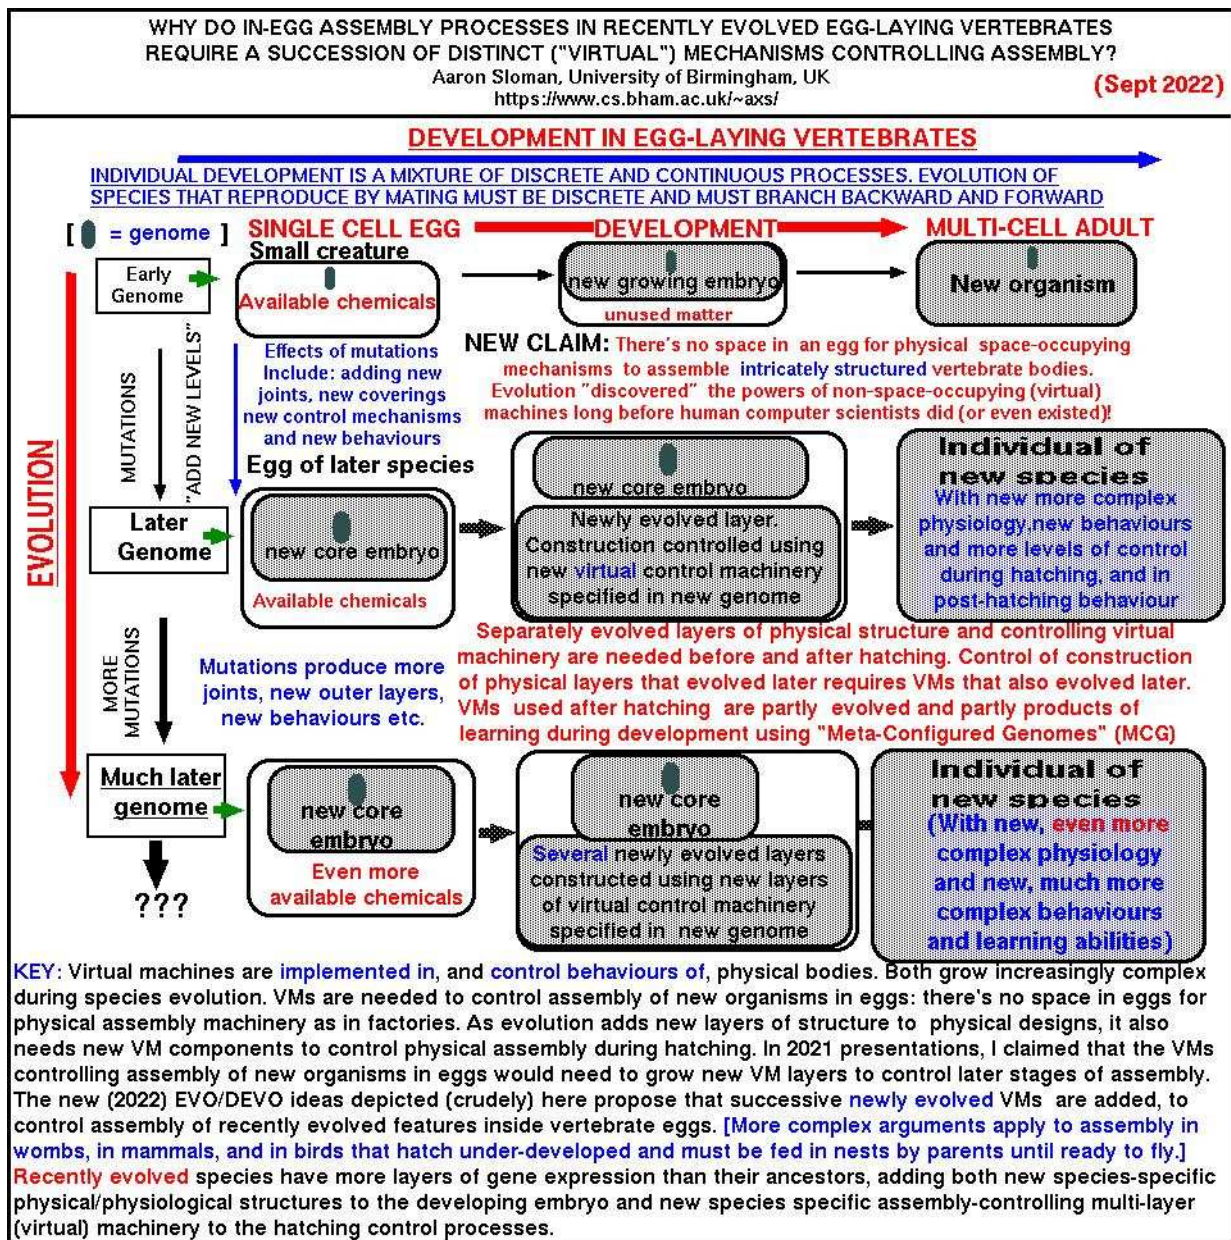 WHY DO IN-EGG ASSEMBLY PROCESSES IN RECENTLY EVOLVED EGG-LAYING VERTEBRATES
REQUIRE A SUCCESSION OF DISTINCT ("VIRTUAL") MECHANISMS CONTROLLING ASSEMBLY?
Aaron Sloman, University of Birmingham, UK
https://www.cs.bham.ac.uk/~axs/
(Sept 2022)
DEVELOPMENT IN EGG-LAYING VERTEBRATES
INDIVIDUAL DEVELOPMENT IS A MIXTURE OF DISCRETE AND CONTINUOUS PROCESSES. EVOLUTION OF
SPECIES THAT REPRODUCE BY MATING MUST BE DISCRETE AND MUST BRANCH BACKWARD AND FORWARD
[ = genome ]
SINGLE CELL EGG
DEVELOPMENT
MULTI-CELL ADULT
Small creature
Early
Genome
Available chemicals
new growing embryo
unused matter
New organism
EVOLUTION
MUTATIONS
"ADD NEW LEVELS"
Effects of mutations
Include: adding new
joints, new coverings
new control mechanisms
and new behaviours
NEW CLAIM: There's no space in an egg for physical space-occupying
mechanisms to assemble intricately structured vertebrate bodies.
Evolution "discovered" the powers of non-space-occupying (virtual)
machines long before human computer scientists did (or even existed)!
Egg of later species
Later
Genome
new core embryo
Available chemicals
new core embryo
Newly evolved layer.
Construction controlled using
new virtual control machinery
specified in new genome
Individual of
new species
With new more complex
physiology,new behaviours
and more levels of control
during hatching, and in
post-hatching behaviour
MORE
MUTATIONS
Mutations produce more
joints, new outer layers,
new behaviours etc.
Separately evolved layers of physical structure and controlling virtual
machinery are needed before and after hatching. Control of construction
of physical layers that evolved later requires VMs that also evolved later.
VMs used after hatching are partly evolved and partly products of
learning during development using "Meta-Configured Genomes" (MCG)
Much later
genome
???
new core
embryo
Even more
available chemicals
new core
embryo
Several newly evolved layers
constructed using new layers
of virtual control machinery
specified in new genome
Individual of
new species
(With new, even more
complex physiology
and new, much more
complex behaviours
and learning abilities)
KEY: Virtual machines are implemented in, and control behaviours of, physical bodies. Both grow increasingly complex
during species evolution. VMs are needed to control assembly of new organisms in eggs: there's no space in eggs for
physical assembly machinery as in factories. As evolution adds new layers of structure to physical designs, it also
needs new VM components to control physical assembly during hatching. In 2021 presentations, I claimed that the VMs
controlling assembly of new organisms in eggs would need to grow new VM layers to control later stages of assembly.
The new (2022) EVO/DEVO ideas depicted (crudely) here propose that successive newly evolved VMs are added, to
control assembly of recently evolved features inside vertebrate eggs. [More complex arguments apply to assembly in
wombs, in mammals, and in birds that hatch under-developed and must be fed in nests by parents until ready to fly.]
Recently evolved species have more layers of gene expression than their ancestors, adding both new species-specific
physical/physiological structures to the developing embryo and new species specific assembly-controlling multi-layer
(virtual) machinery to the hatching control processes.